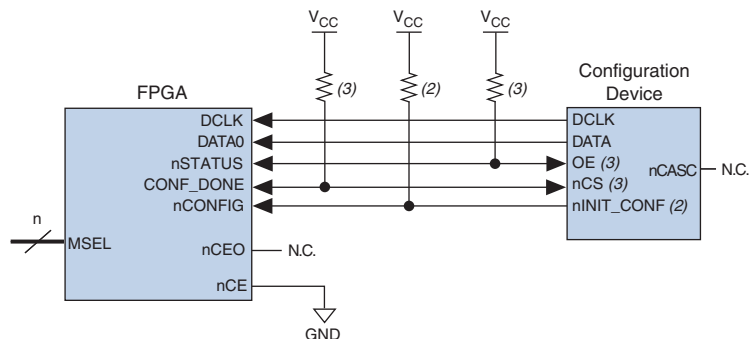 VCC
VCC
VCC
(3)
(2)
(3)
FPGA
Configuration
Device
DCLK
DCLK
DATA0
DATA
nSTATUS
OE (3)
nCASC
N.C.
CONF_DONE
nCS (3)
nCONFIG
nINIT_CONF (2)
n
MSEL
nCEO
N.C.
nCE
GND